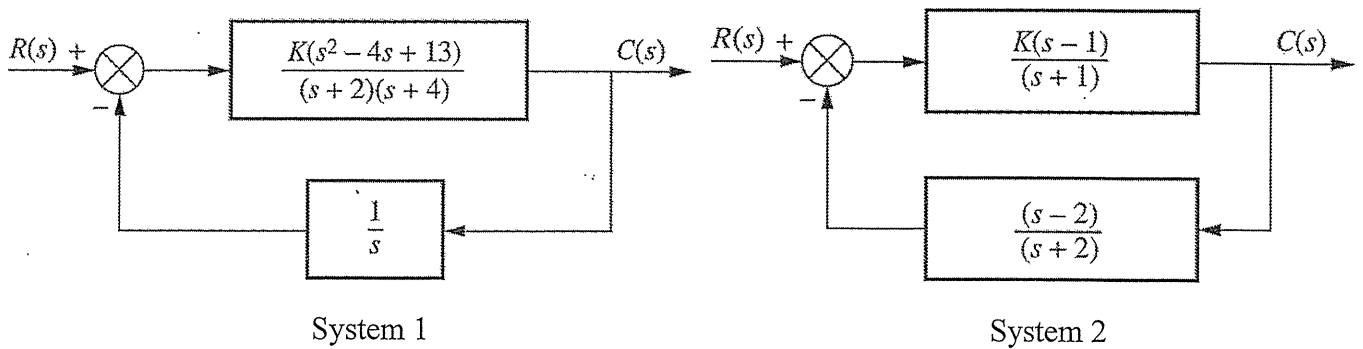 R(s) +
K(s² − 4s + 13)
(s + 2)(s + 4)
C(s)
−
1
s
System 1
R(s) +
K(s − 1)
(s + 1)
C(s)
−
(s − 2)
(s + 2)
System 2